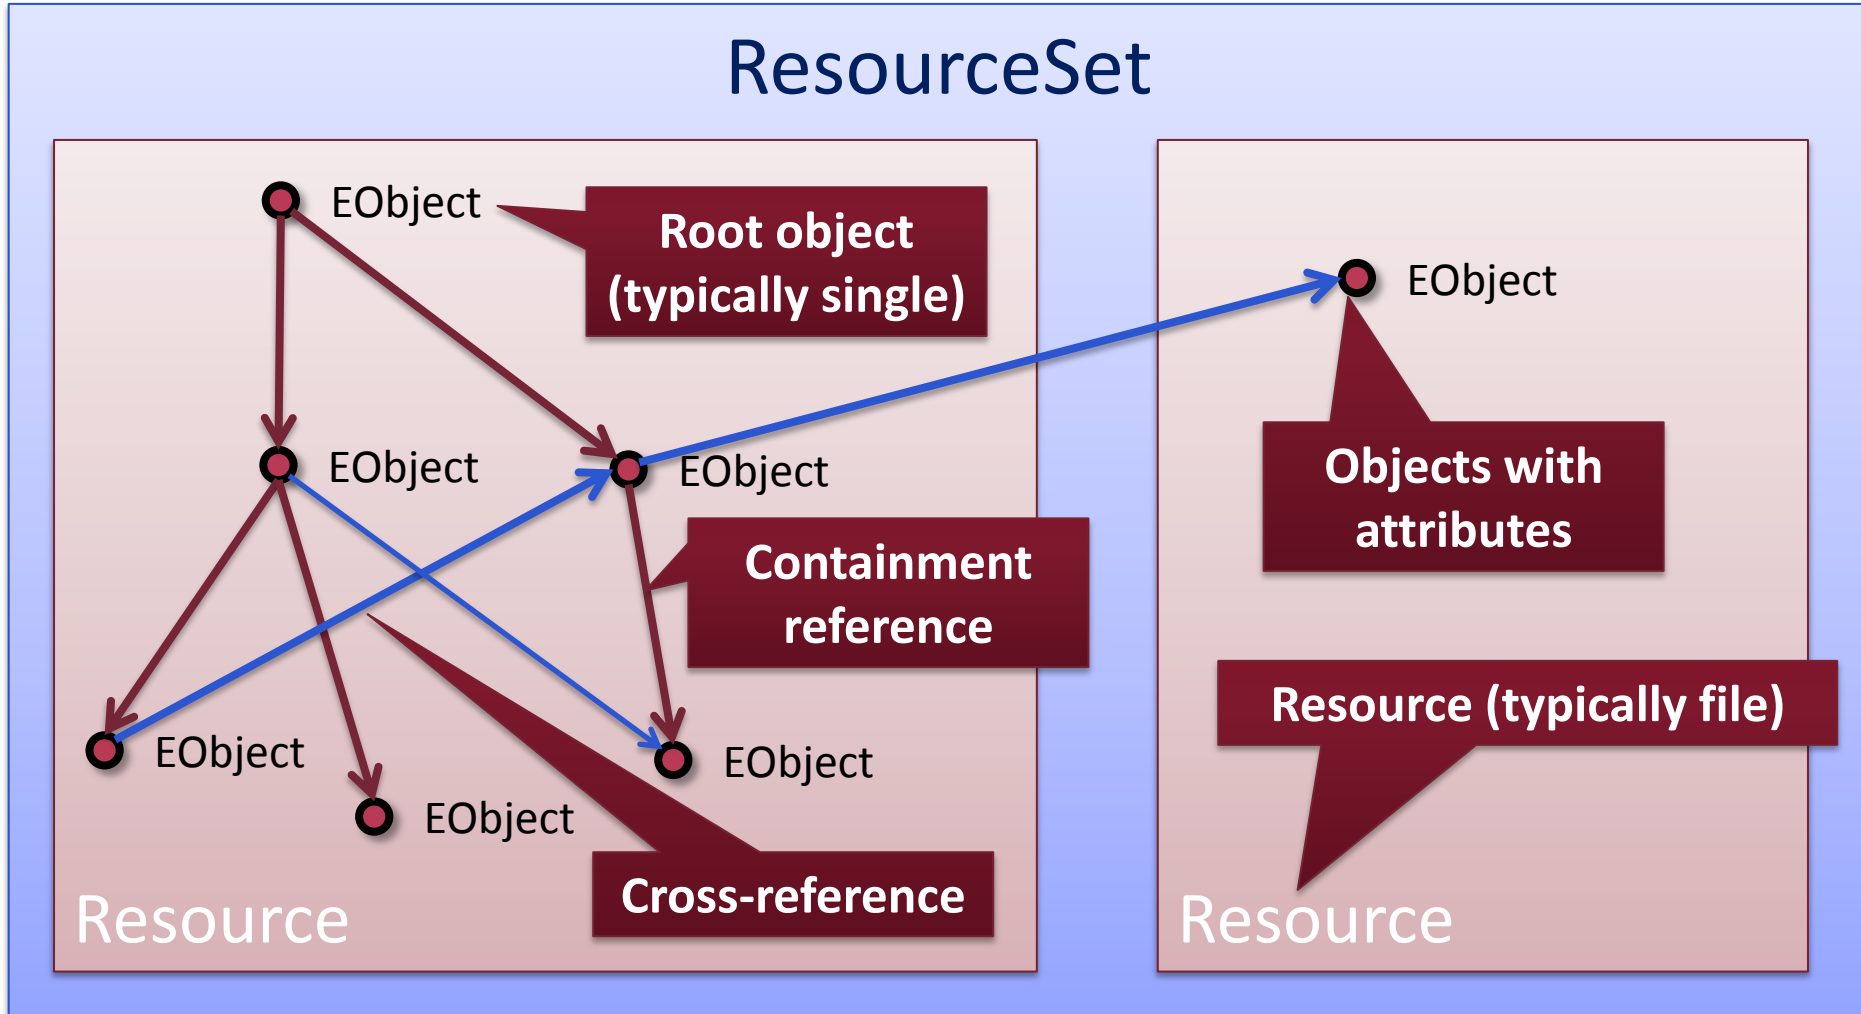 ResourceSet
EObject
Root object
(typically single)
EObject
EObject
EObject
Objects with
attributes
Containment
reference
Resource (typically file)
EObject
EObject
EObject
Cross-reference
Resource
Resource